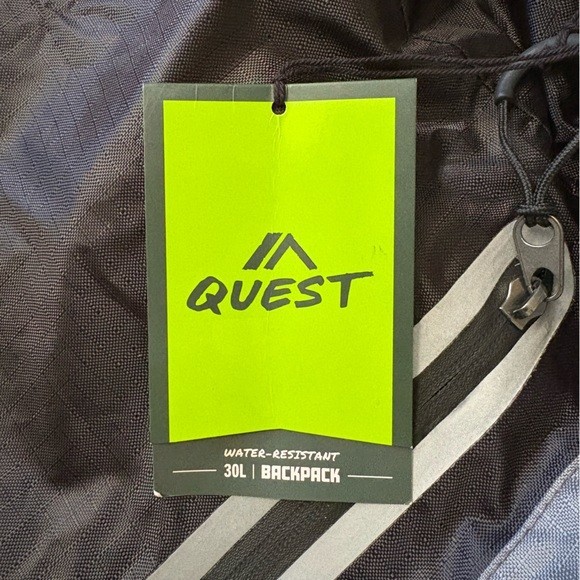 QUEST
WATER-RESISTANT
30L | BACKPACK